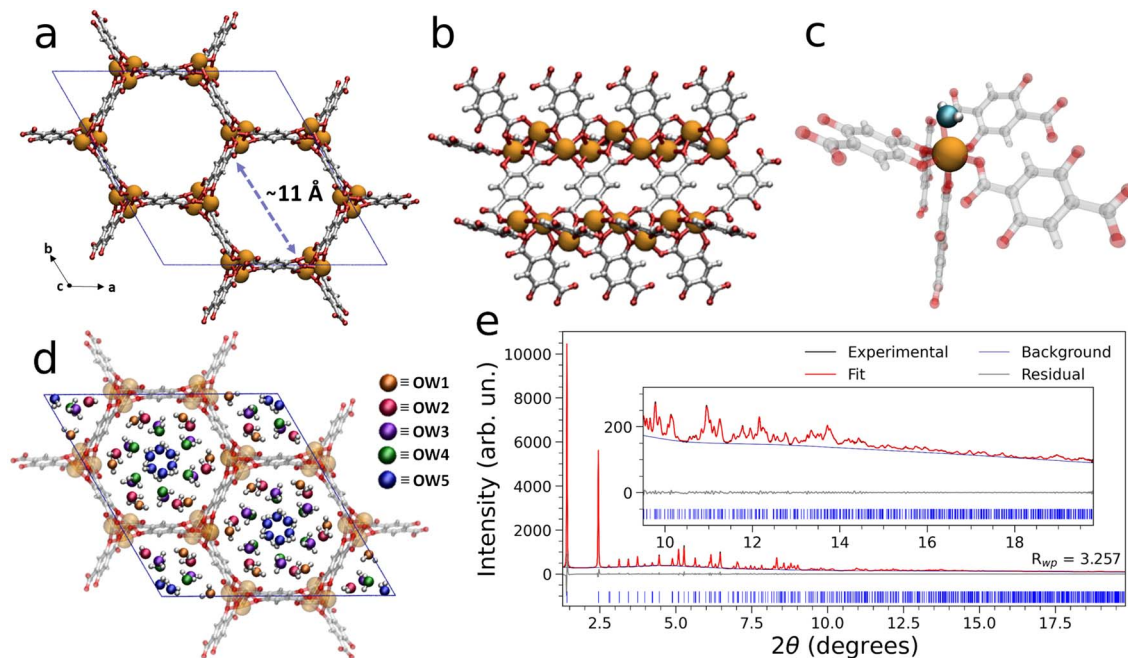 a
b
c
~11 Å
b
c
a
d
≡ OW1
≡ OW2
≡ OW3
≡ OW4
≡ OW5
e
Experimental
Fit
Background
Residual
Intensity (arb. un.)
10000
8000
6000
4000
2000
0
200
0
10
12
14
16
18
R_wp = 3.257
2.5
5.0
7.5
10.0
12.5
15.0
17.5
2θ (degrees)